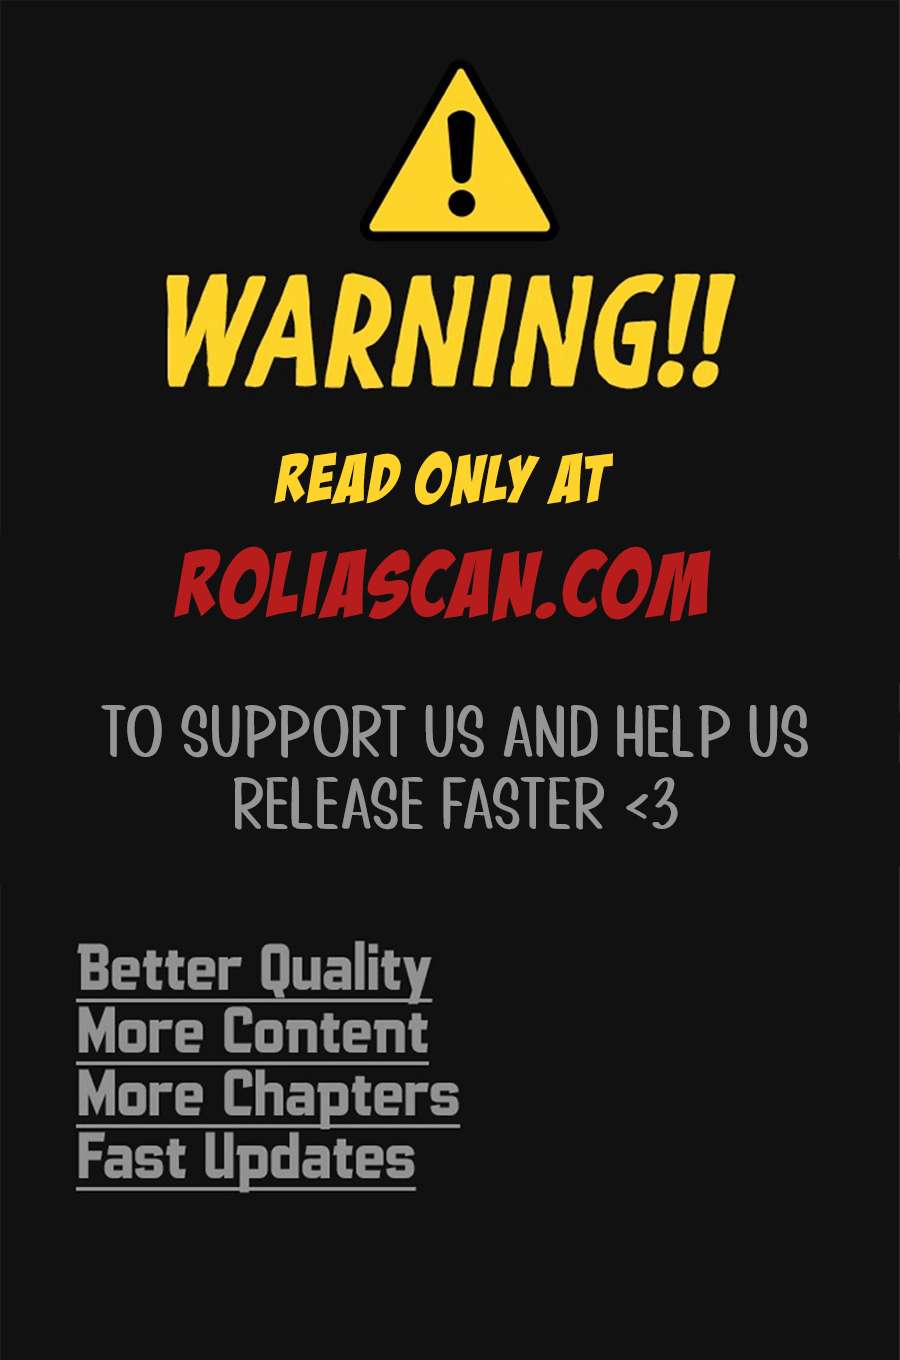 WARNING!!
READ ONLY AT
ROLIASCAN.COM
TO SUPPORT US AND HELP US
RELEASE FASTER <3
Better Quality
More Content
More Chapters
Fast Updates